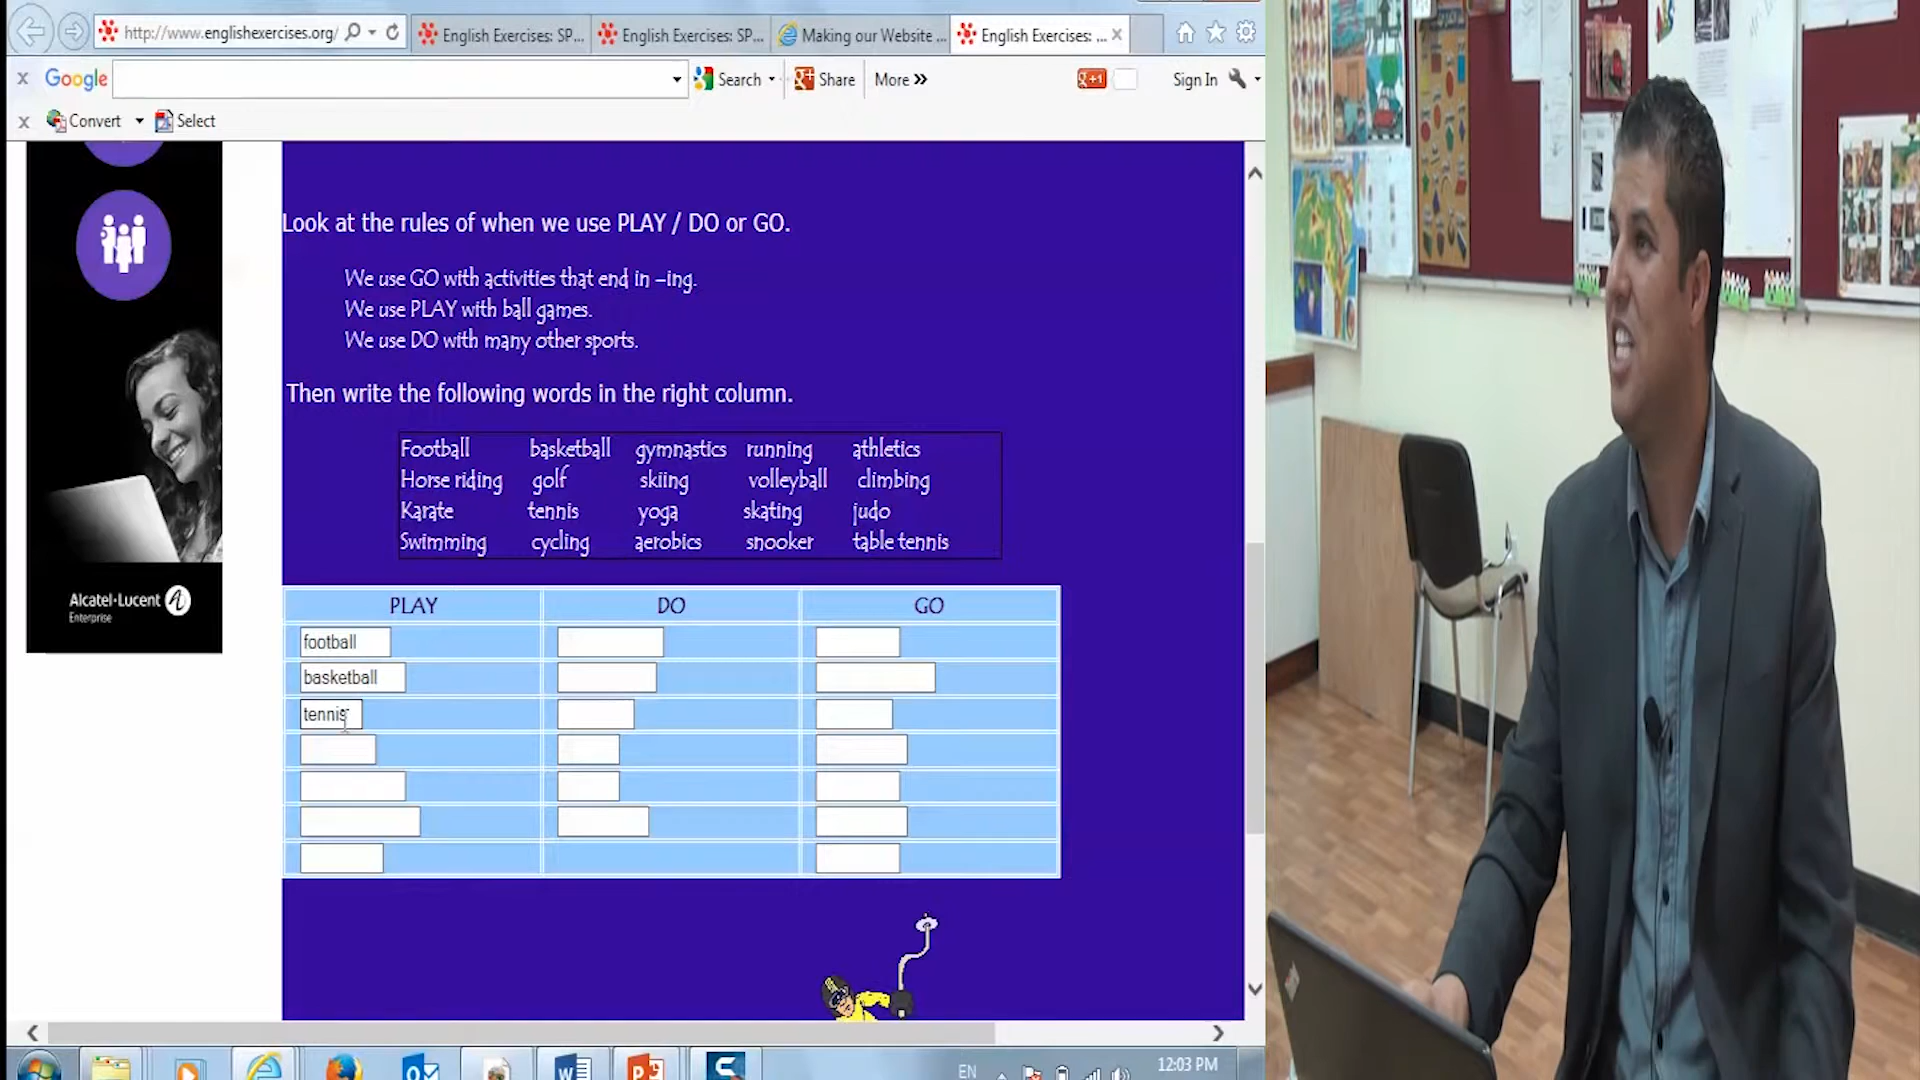 http://www.englishexercises.org/
English Exercises: SP...
English Exercises: SP...
Making our Website ...
English Exercises: ...
x Google
Search
Share
More »
g+1
Sign In
x Convert
Select
Look at the rules of when we use PLAY / DO or GO.
We use GO with activities that end in –ing.
We use PLAY with ball games.
We use DO with many other sports.
Then write the following words in the right column.
Football basketball gymnastics running athletics
Horse riding golf skiing volleyball climbing
Karate tennis yoga skating judo
Swimming cycling aerobics snooker table tennis
Alcatel·Lucent
Enterprise
PLAY DO GO
football
basketball
tennis
EN
12:03 PM